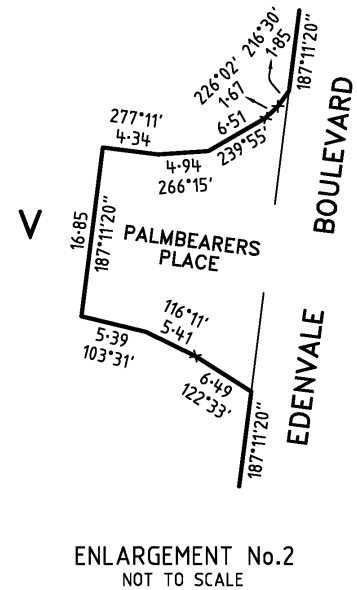 216°30'
1·85
187°11'20"
226°02'
1·67
6·51
239°55'
277°11'
4·34
4·94
266°15'
BOULEVARD
V
16·85
187°11'20"
PALMBEARERS
PLACE
116°11'
5·41
5·39
103°31'
6·49
122°33'
EDENVALE
187°11'20"
ENLARGEMENT No.2
NOT TO SCALE